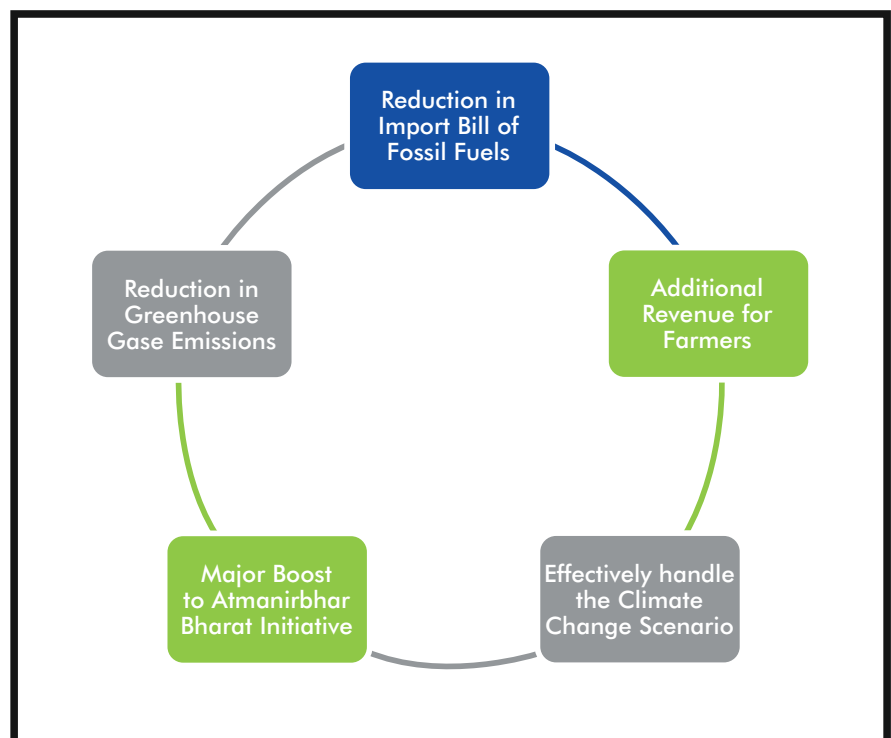 Reduction in
Import Bill of
Fossil Fuels
Additional
Revenue for
Farmers
Effectively handle
the Climate
Change Scenario
Major Boost
to Atmanirbhar
Bharat Initiative
Reduction in
Greenhouse
Gase Emissions